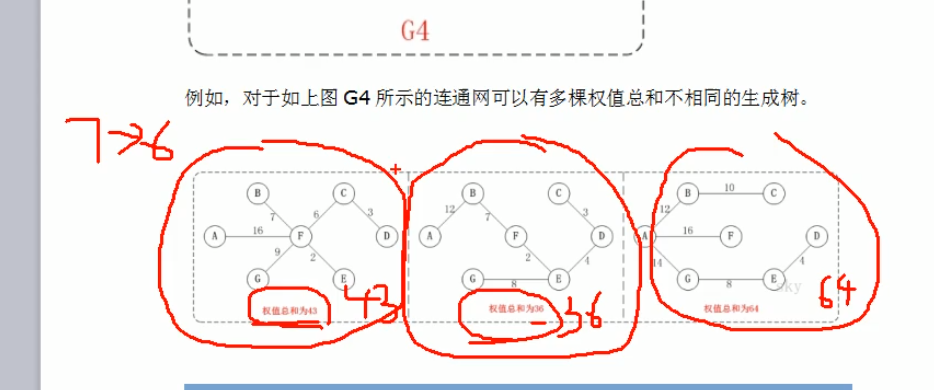 G4
例如，对于如上图 G4 所示的连通网可以有多棵权值总和不相同的生成树。
7→6
B C B C B 10 C
7 6 3 12 7 3 12
A 16 F D A F D A 16 F D
9 2 2 4 14 4
G E G 8 E G 8 E
权值总和为43 43 权值总和为36 36 权值总和为64 64